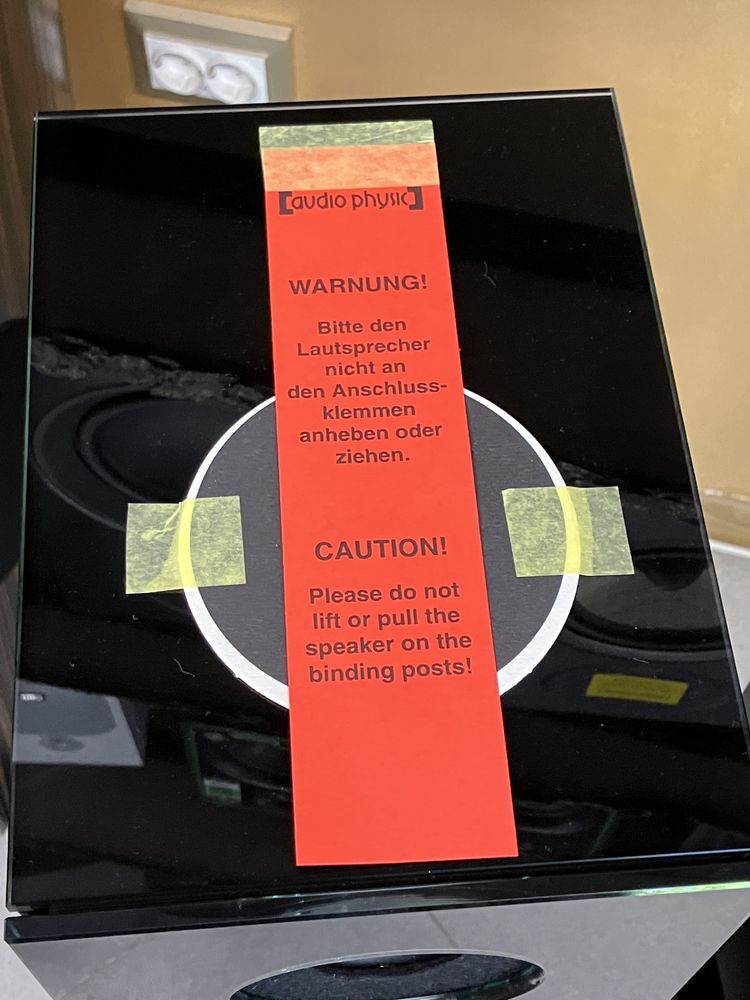 [audio physic]
WARNUNG!
Bitte den
Lautsprecher
nicht an
den Anschluss-
klemmen
anheben oder
ziehen.
CAUTION!
Please do not
lift or pull the
speaker on the
binding posts!